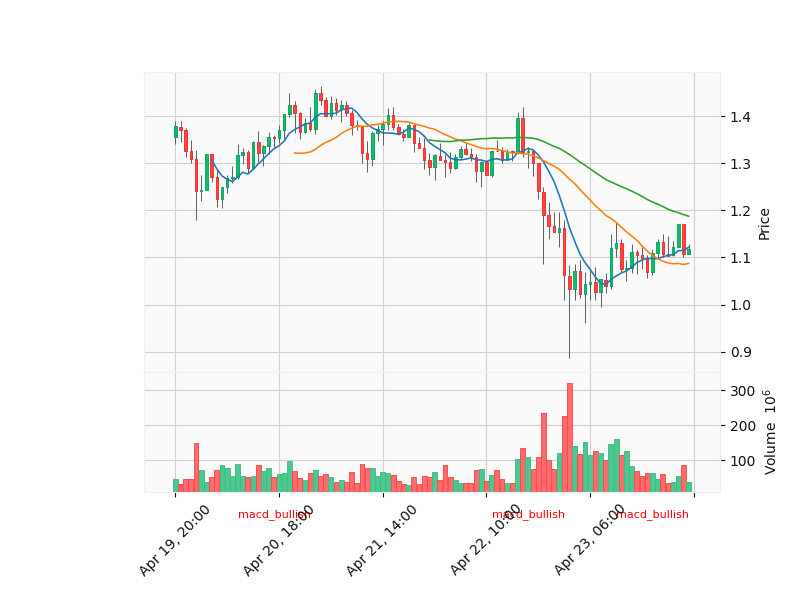 1.4
1.3
1.2
1.1
1.0
0.9
Price
300
200
100
Volume 10⁶
macd_bullish
macd_bullish
macd_bullish
Apr 19, 20:00
Apr 20, 18:00
Apr 21, 14:00
Apr 22, 10:00
Apr 23, 06:00